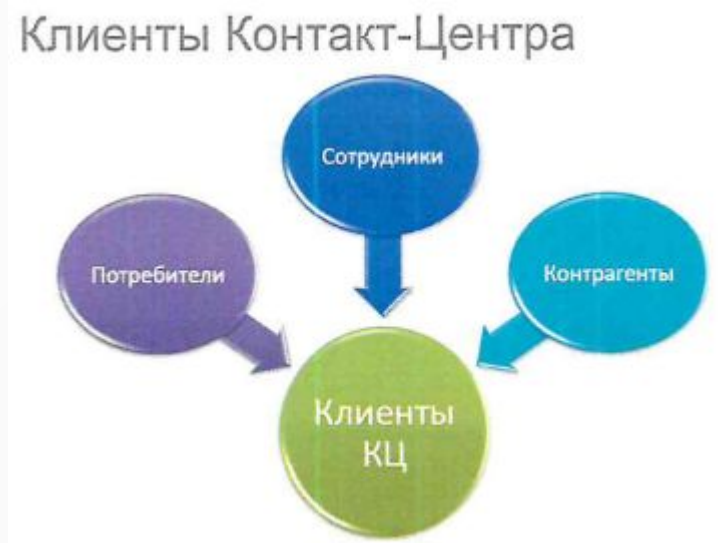 Клиенты Контакт-Центра
Сотрудники
Потребители
Контрагенты
Клиенты
КЦ